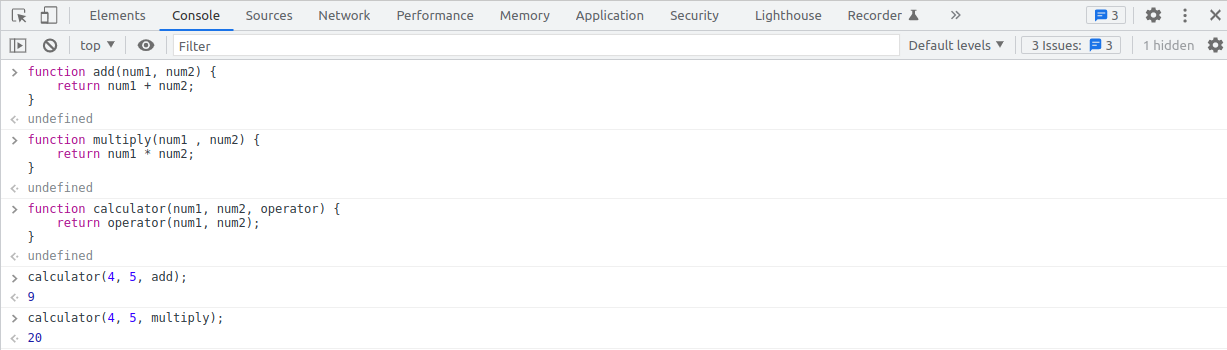 Elements Console Sources Network Performance Memory Application Security Lighthouse Recorder 3
top Filter Default levels 3 Issues: 3 1 hidden
function add(num1, num2) {
    return num1 + num2;
}
undefined
function multiply(num1 , num2) {
    return num1 * num2;
}
undefined
function calculator(num1, num2, operator) {
    return operator(num1, num2);
}
undefined
calculator(4, 5, add);
9
calculator(4, 5, multiply);
20